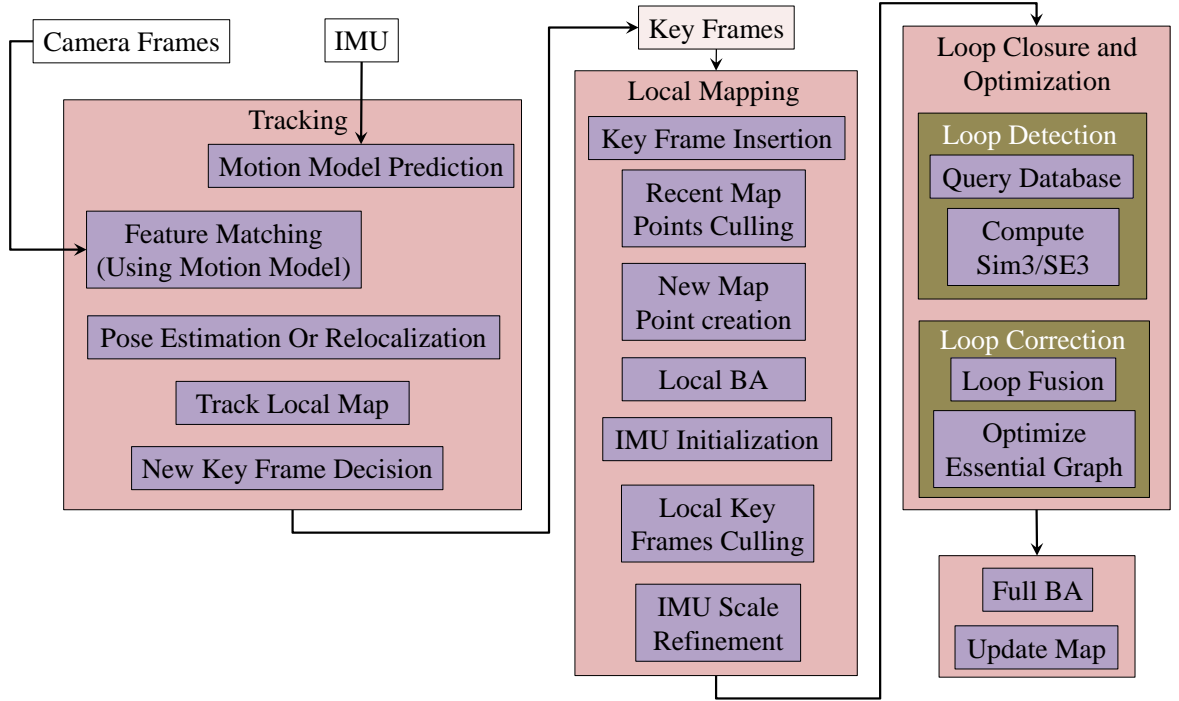 Camera Frames
IMU
Tracking
Motion Model Prediction
Feature Matching
(Using Motion Model)
Pose Estimation Or Relocalization
Track Local Map
New Key Frame Decision
Key Frames
Local Mapping
Key Frame Insertion
Recent Map
Points Culling
New Map
Point creation
Local BA
IMU Initialization
Local Key
Frames Culling
IMU Scale
Refinement
Loop Closure and
Optimization
Loop Detection
Query Database
Compute
Sim3/SE3
Loop Correction
Loop Fusion
Optimize
Essential Graph
Full BA
Update Map